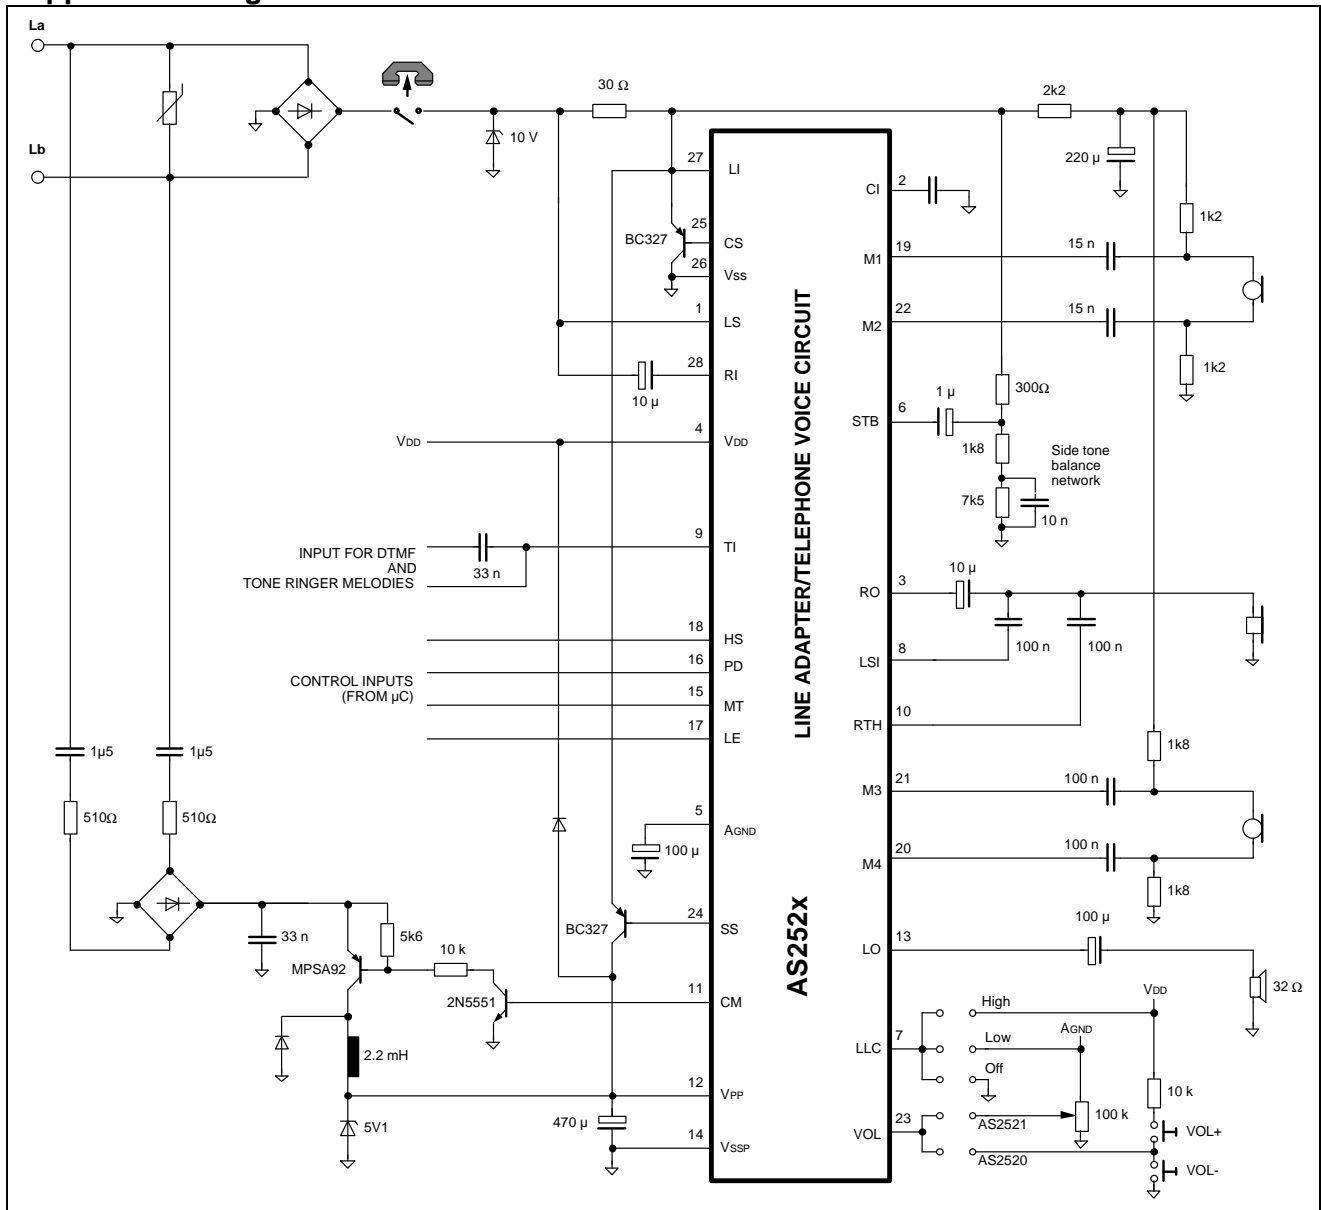 La
Lb
10 V
30 Ω
2k2
220 µ
1k2
15 n
15 n
1k2
27
LI
BC327
25
CS
26
Vss
1
LS
28
RI
10 µ
VDD
4
VDD
INPUT FOR DTMF
AND
TONE RINGER MELODIES
33 n
9
TI
18
HS
16
PD
CONTROL INPUTS
(FROM µC)
15
MT
17
LE
1µ5
1µ5
510Ω
510Ω
5
AGND
100 µ
33 n
MPSA92
5k6
10 k
2N5551
BC327
24
SS
11
CM
2.2 mH
5V1
12
VPP
470 µ
14
VSSP
LINE ADAPTER/TELEPHONE VOICE CIRCUIT
AS252x
2
CI
19
M1
22
M2
300Ω
1 µ
6
STB
1k8
Side tone
balance
network
7k5
10 n
10 µ
3
RO
100 n
100 n
8
LSI
10
RTH
1k8
21
M3
100 n
20
M4
100 n
1k8
13
LO
100 µ
32 Ω
VDD
High
AGND
7
LLC
Low
Off
10 k
100 k
23
VOL
AS2521
AS2520
VOL+
VOL-